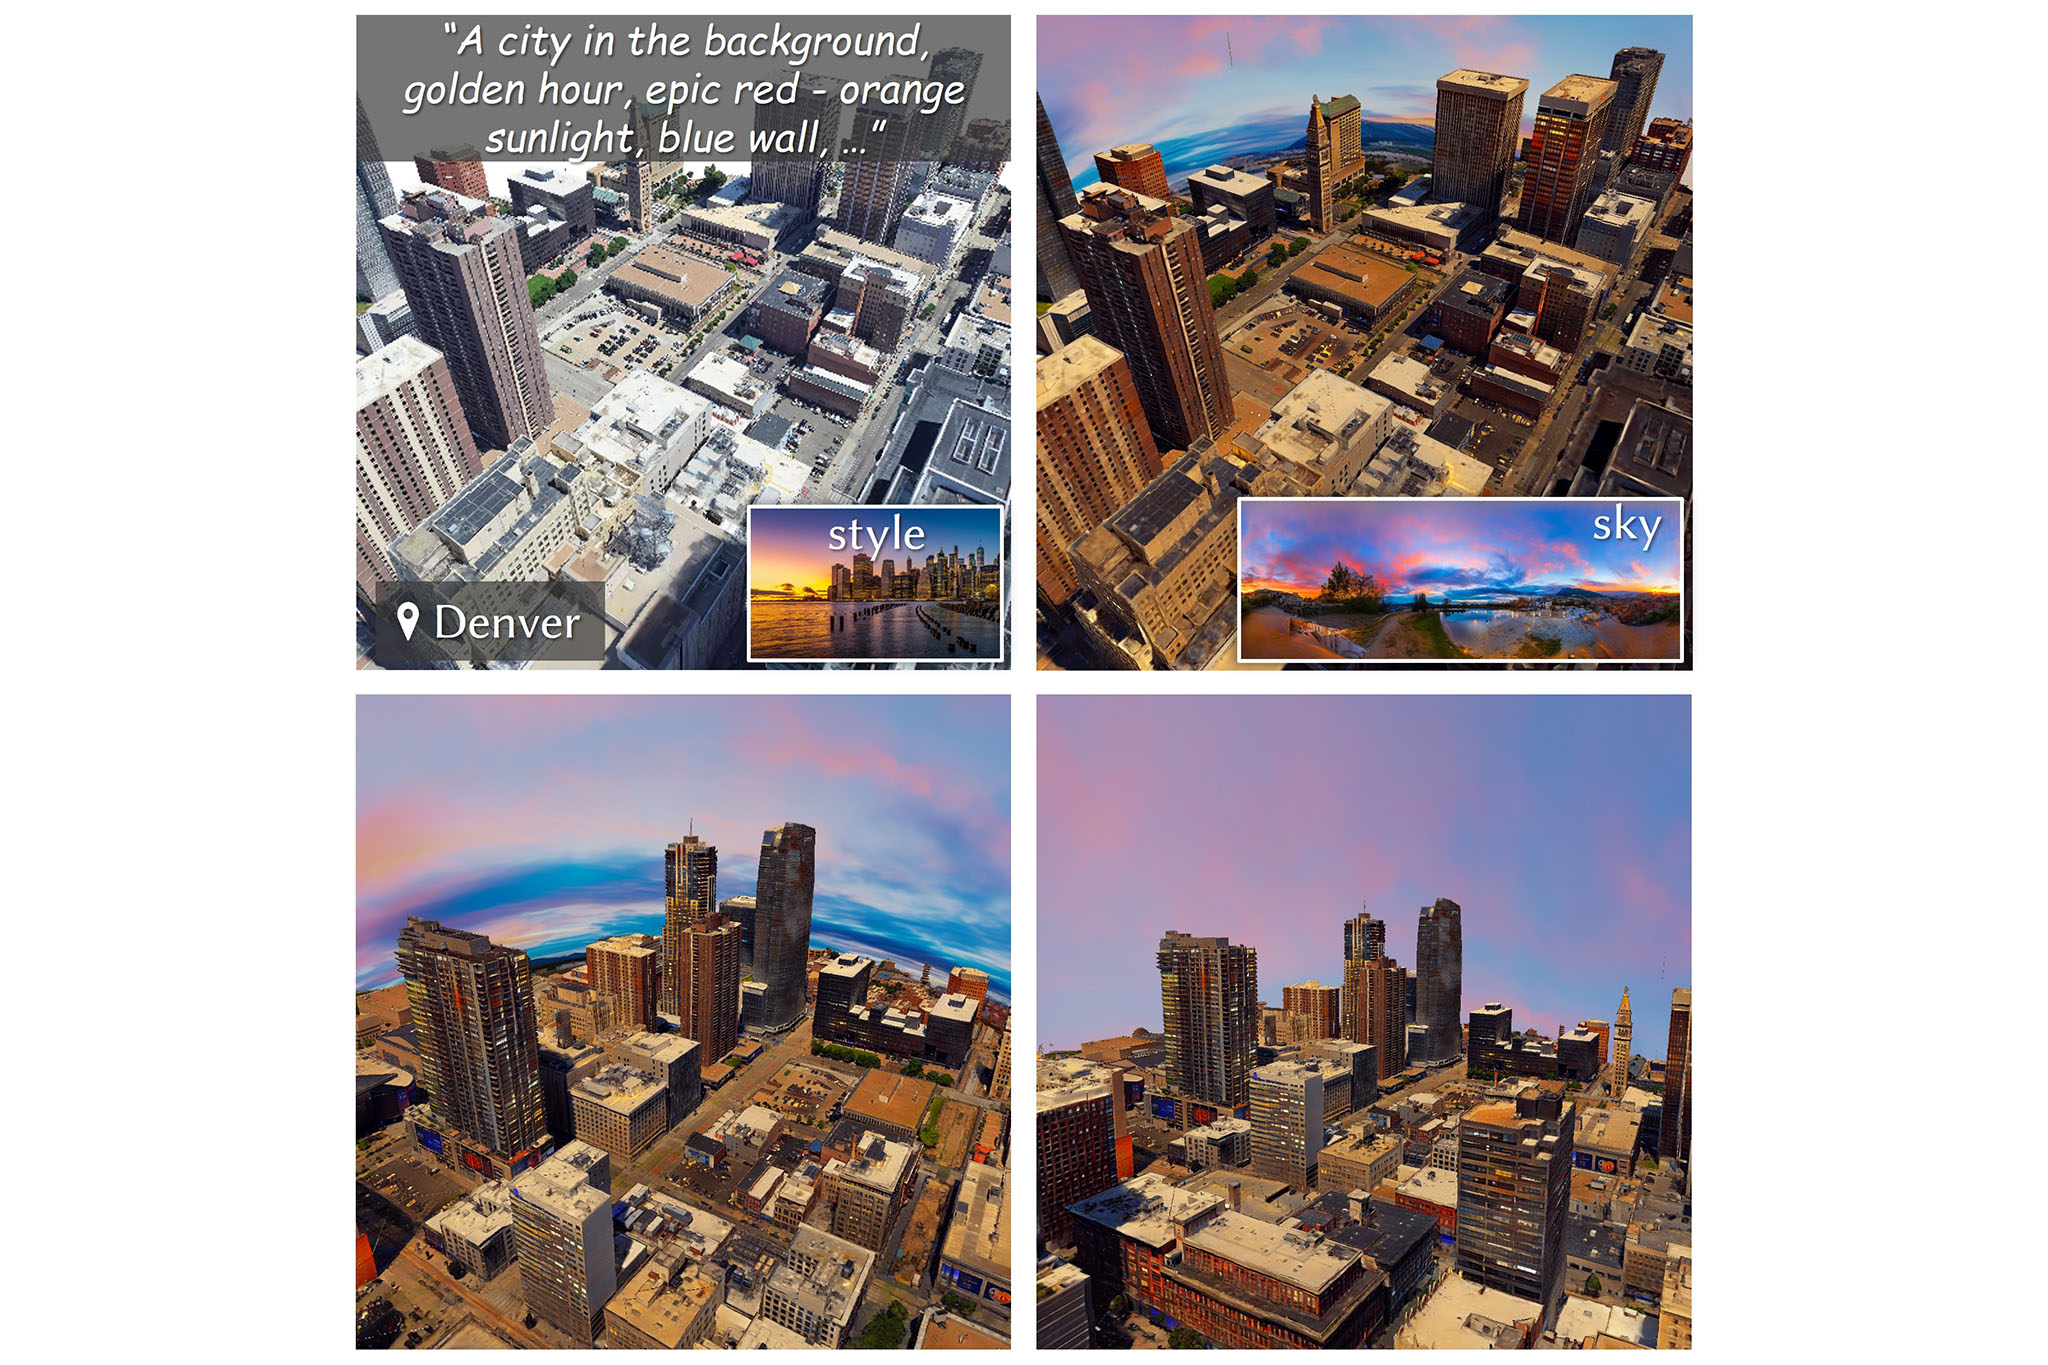 “A city in the background,
golden hour, epic red - orange
sunlight, blue wall, ...”
style
Denver
sky